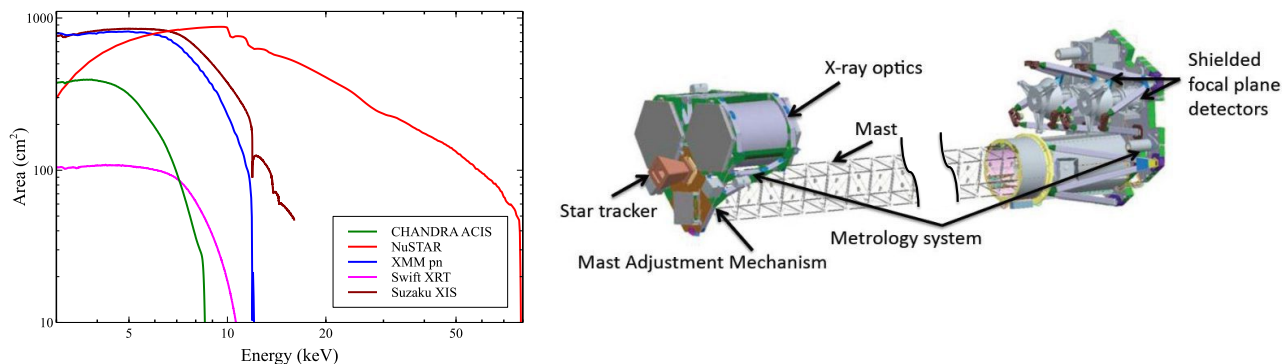 1000
100
10
Area (cm²)
5
10
20
50
Energy (keV)
CHANDRA ACIS
NuSTAR
XMM pn
Swift XRT
Suzaku XIS
X-ray optics
Mast
Shielded
focal plane
detectors
Star tracker
Metrology system
Mast Adjustment Mechanism